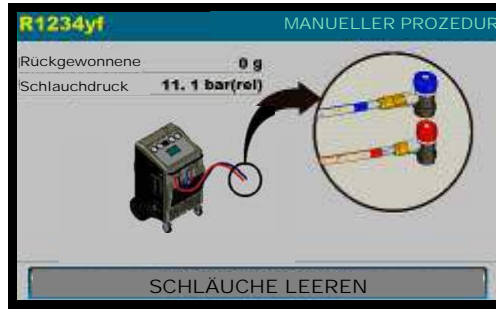 R1234yf MANUELLER PROZEDUR
Rückgewonnene 0 g
Schlauchdruck 11. 1 bar(rel)
SCHLÄUCHE LEEREN